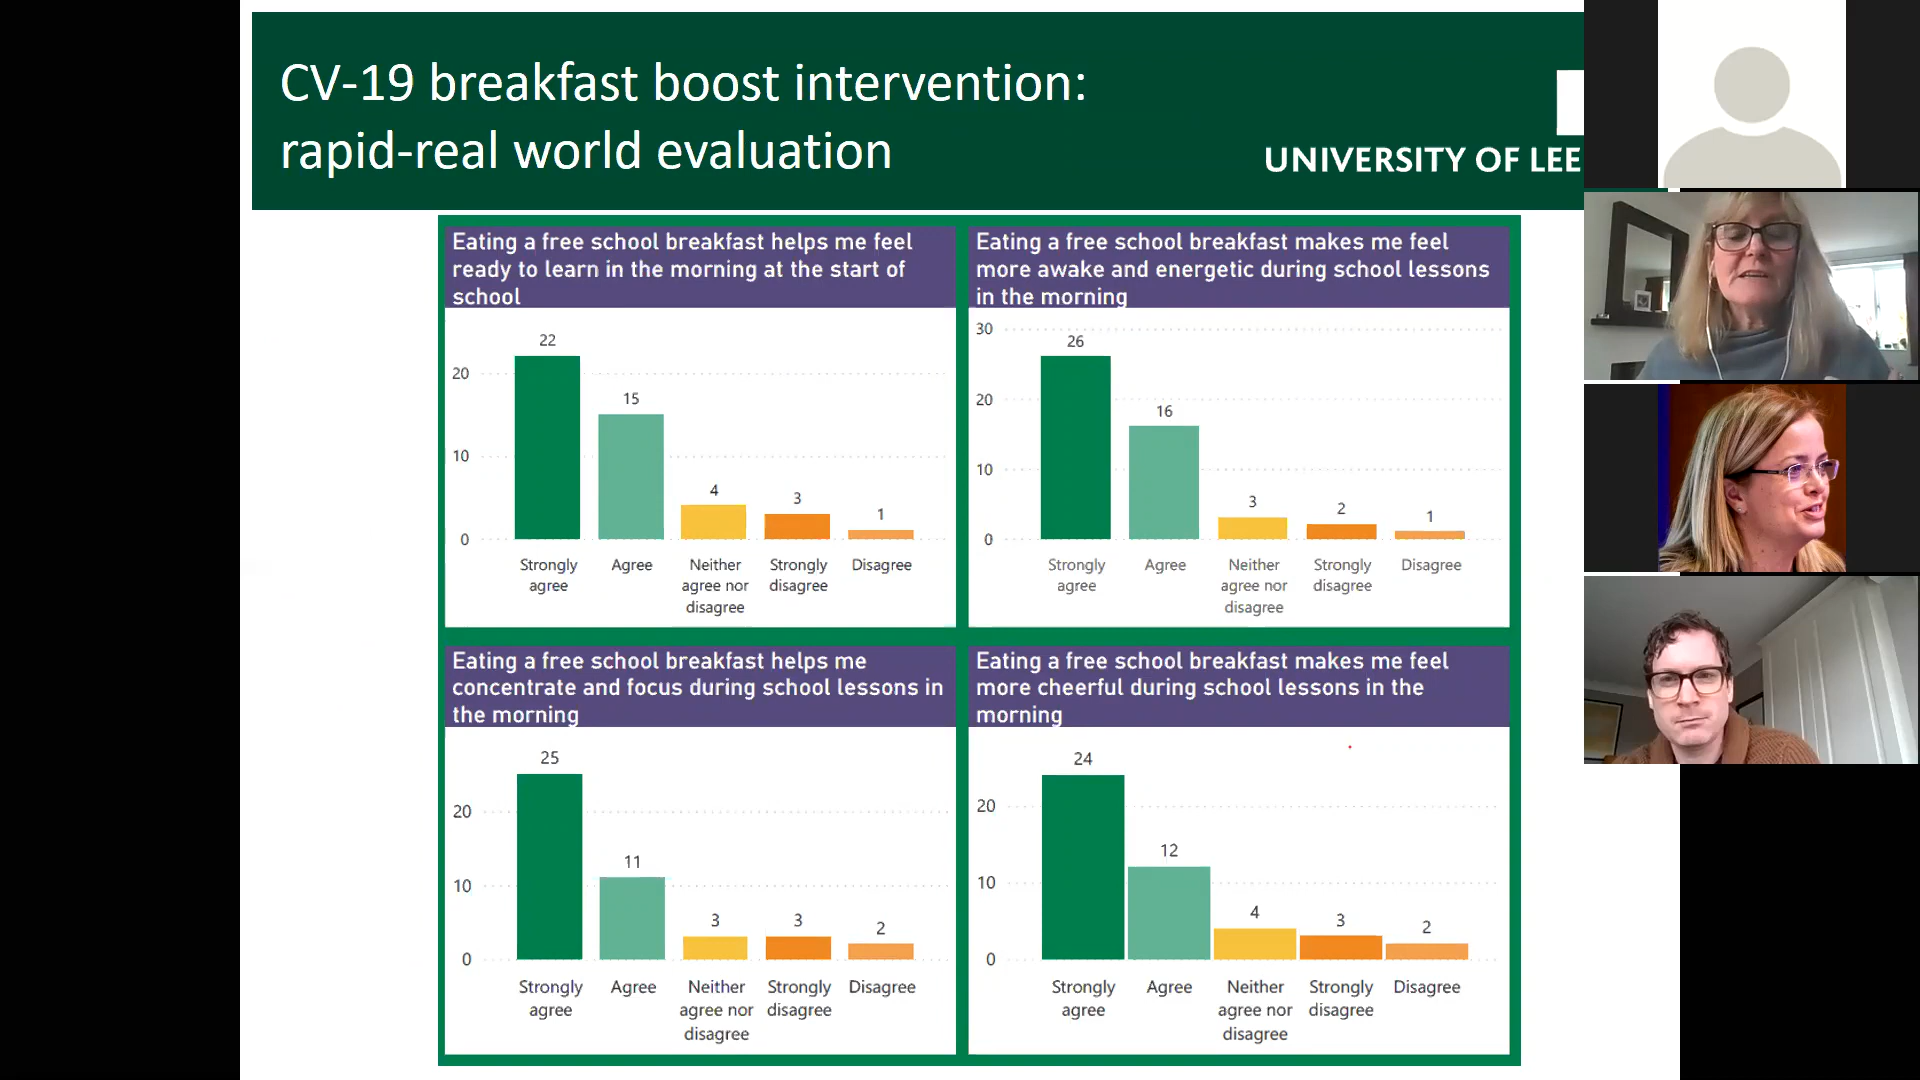 CV-19 breakfast boost intervention:
rapid-real world evaluation
UNIVERSITY OF LEE
Eating a free school breakfast helps me feel
ready to learn in the morning at the start of
school
22
20
15
10
4
3
1
0
Strongly
agree
Agree
Neither
agree nor
disagree
Strongly
disagree
Disagree
Eating a free school breakfast makes me feel
more awake and energetic during school lessons
in the morning
30
26
20
16
10
3
2
1
0
Strongly
agree
Agree
Neither
agree nor
disagree
Strongly
disagree
Disagree
Eating a free school breakfast helps me
concentrate and focus during school lessons in
the morning
25
20
11
10
3
3
2
0
Strongly
agree
Agree
Neither
agree nor
disagree
Strongly
disagree
Disagree
Eating a free school breakfast makes me feel
more cheerful during school lessons in the
morning
24
20
12
10
4
3
2
0
Strongly
agree
Agree
Neither
agree nor
disagree
Strongly
disagree
Disagree